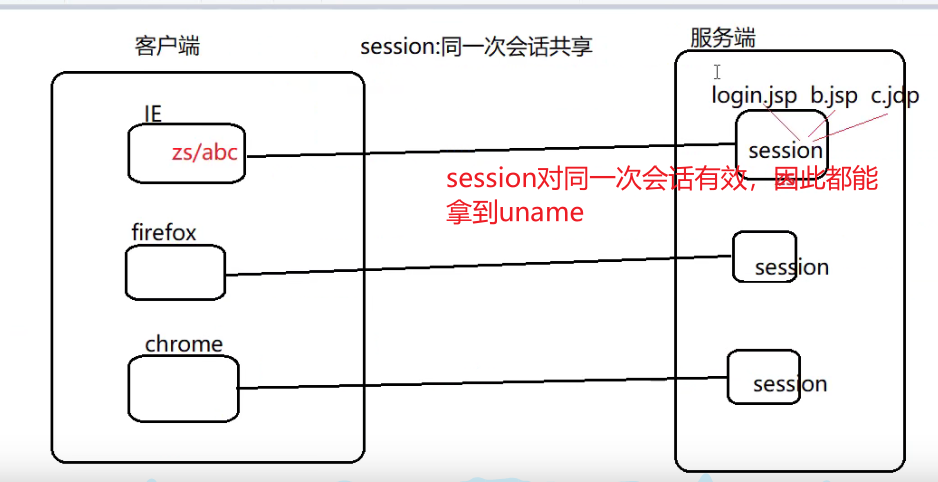 客户端
session:同一次会话共享
服务端
login.jsp b.jsp c.jdp
IE
zs/abc
session
session对同一次会话有效，因此都能
拿到uname
firefox
session
chrome
session